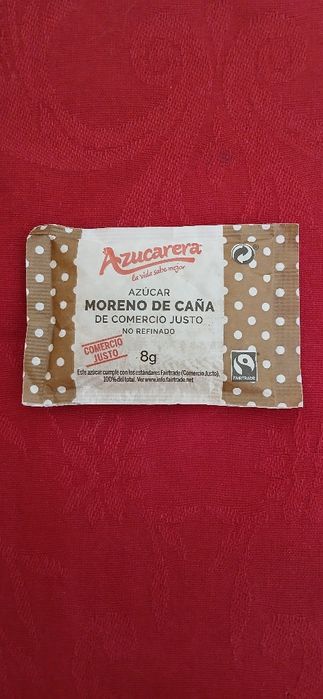 Azucarera
la vida sabe mejor
AZÚCAR
MORENO DE CAÑA
DE COMERCIO JUSTO
NO REFINADO
COMERCIO
JUSTO
8g
Este azúcar cumple con los estándares Fairtrade (Comercio Justo),
100% del total. Ver www.info.fairtrade.net
FAIRTRADE